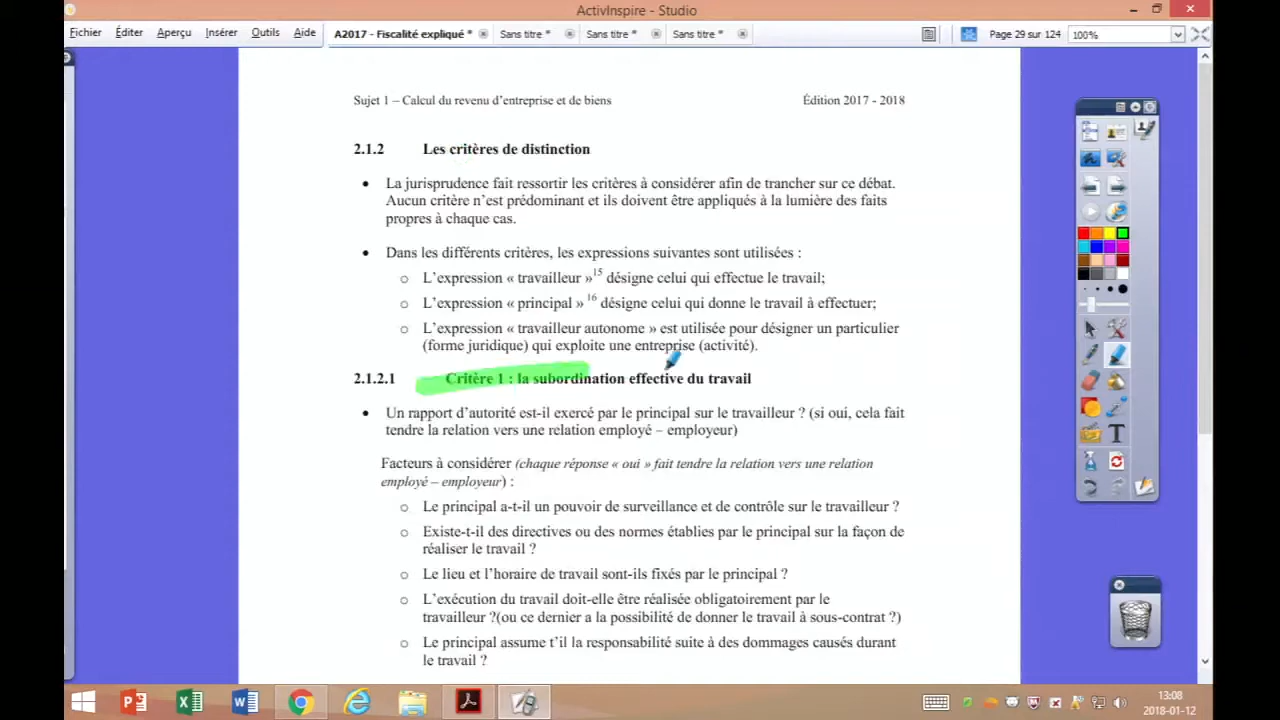 ActivInspire - Studio
Fichier Éditer Aperçu Insérer Outils Aide
A2017 - Fiscalité expliqué * Sans titre * Sans titre * Sans titre *
Page 29 sur 124 100%
Sujet 1 – Calcul du revenu d’entreprise et de biens Édition 2017 - 2018
2.1.2 Les critères de distinction
• La jurisprudence fait ressortir les critères à considérer afin de trancher sur ce débat.
Aucun critère n’est prédominant et ils doivent être appliqués à la lumière des faits
propres à chaque cas.
• Dans les différents critères, les expressions suivantes sont utilisées :
o L’expression « travailleur »15 désigne celui qui effectue le travail;
o L’expression « principal » 16 désigne celui qui donne le travail à effectuer;
o L’expression « travailleur autonome » est utilisée pour désigner un particulier
(forme juridique) qui exploite une entreprise (activité).
2.1.2.1 Critère 1 : la subordination effective du travail
• Un rapport d’autorité est-il exercé par le principal sur le travailleur ? (si oui, cela fait
tendre la relation vers une relation employé – employeur)
Facteurs à considérer (chaque réponse « oui » fait tendre la relation vers une relation
employé – employeur) :
o Le principal a-t-il un pouvoir de surveillance et de contrôle sur le travailleur ?
o Existe-t-il des directives ou des normes établies par le principal sur la façon de
réaliser le travail ?
o Le lieu et l’horaire de travail sont-ils fixés par le principal ?
o L’exécution du travail doit-elle être réalisée obligatoirement par le
travailleur ?(ou ce dernier a la possibilité de donner le travail à sous-contrat ?)
o Le principal assume t’il la responsabilité suite à des dommages causés durant
le travail ?
13:08
2018-01-12